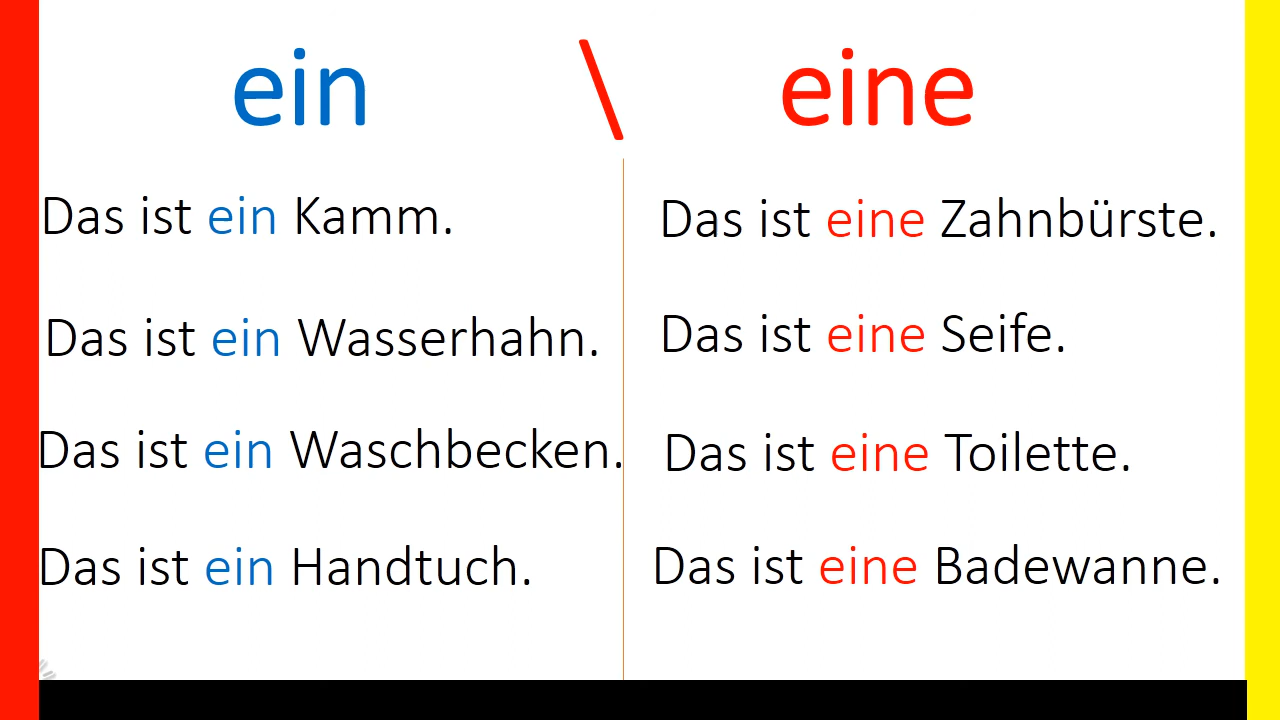 ein \ eine
Das ist ein Kamm.
Das ist ein Wasserhahn.
Das ist ein Waschbecken.
Das ist ein Handtuch.
Das ist eine Zahnbürste.
Das ist eine Seife.
Das ist eine Toilette.
Das ist eine Badewanne.